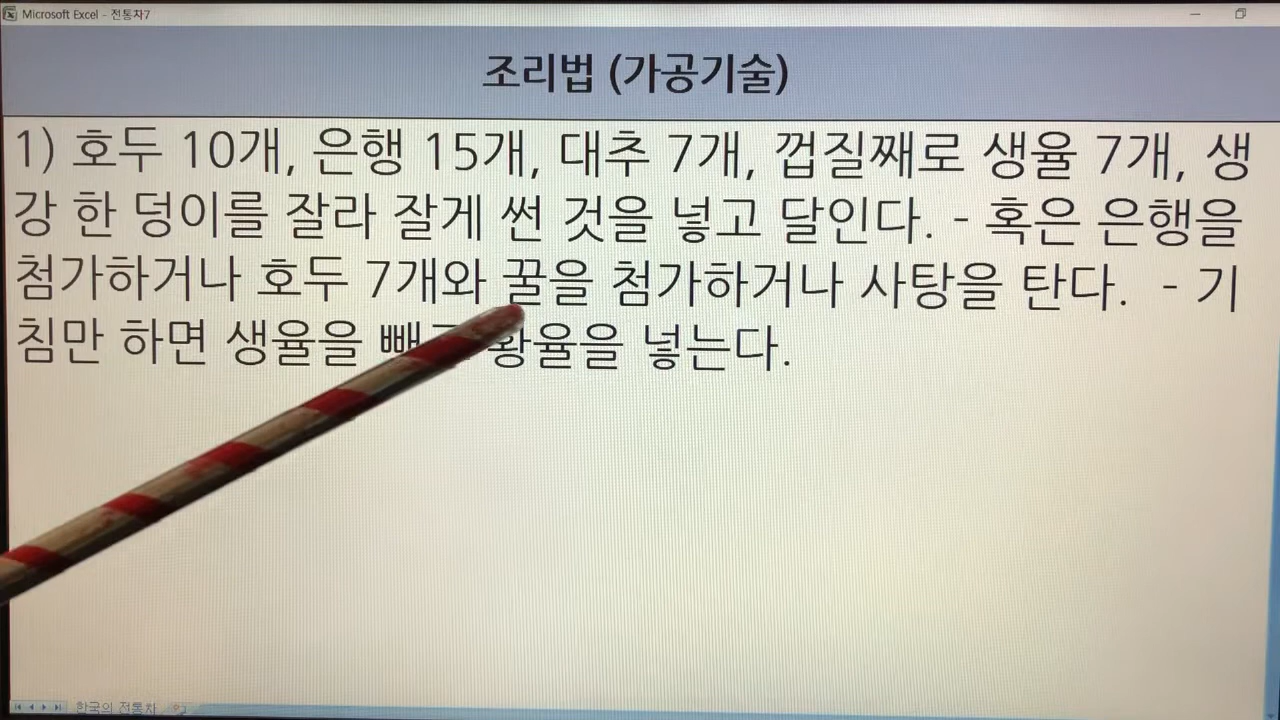 Microsoft Excel - 전통차7
조리법 (가공기술)
1) 호두 10개, 은행 15개, 대추 7개, 껍질째로 생율 7개, 생
강 한 덩이를 잘라 잘게 썬 것을 넣고 달인다. - 혹은 은행을
첨가하거나 호두 7개와 꿀을 첨가하거나 사탕을 탄다. - 기
침만 하면 생율을 황율을 넣는다.
한국의 전통차